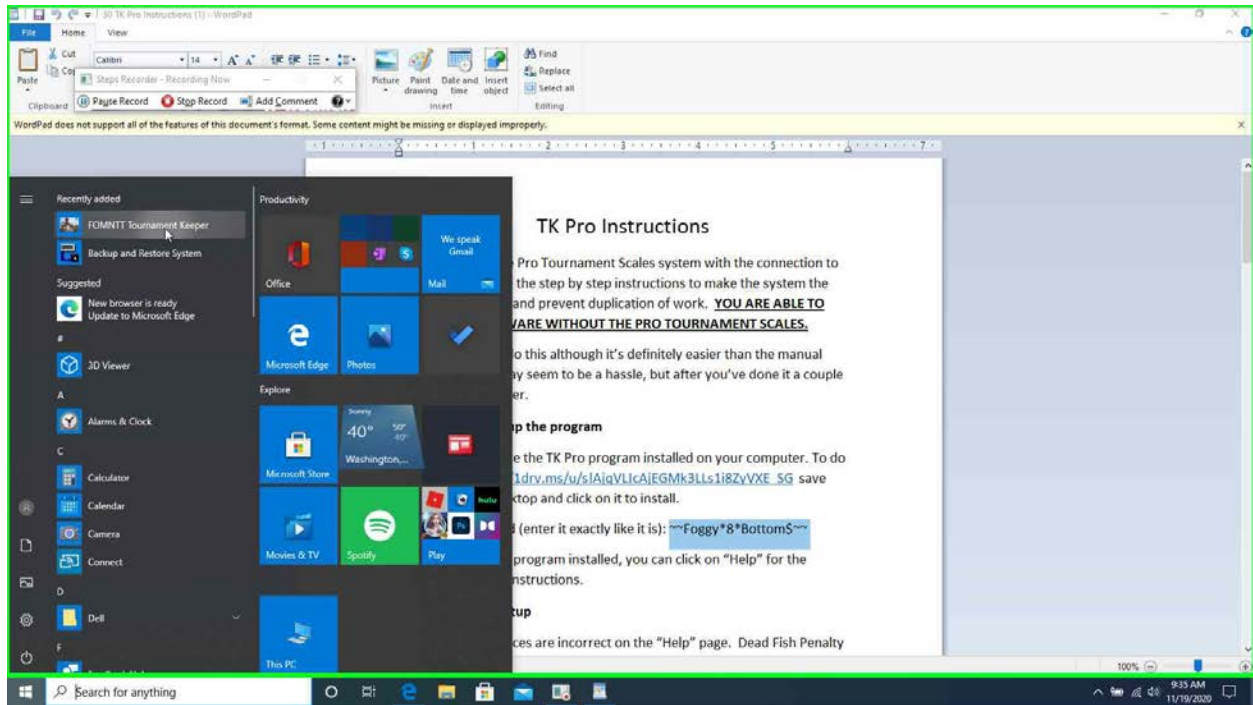 30 TK Pro Instructions (1) - WordPad
File Home View
Paste
Cut
Cop
Clipboard
Calibri 14
Steps Recorder - Recording Now
Pause Record Stop Record Add Comment
Picture
Paint drawing
Date and time
Insert object
Insert
Find
Replace
Select all
Editing
WordPad does not support all of the features of this document's format. Some content might be missing or displayed improperly.
1 1 2 3 4 5 7
Recently added
FOMNTT Tournament Keeper
Backup and Restore System
Suggested
New browser is ready
Update to Microsoft Edge
#
3D Viewer
A
Alarms & Clock
C
Calculator
Calendar
Camera
Connect
D
Dell
F
Productivity
Office
We speak
Gmail
Mail
Microsoft Edge
Photos
Explore
Microsoft Store
Sunny
40° 50°
40°
Washington,...
hulu
Movies & TV
Spotify
Play
This PC
TK Pro Instructions
Pro Tournament Scales system with the connection to
the step by step instructions to make the system the
and prevent duplication of work. YOU ARE ABLE TO
WARE WITHOUT THE PRO TOURNAMENT SCALES.
o this although it's definitely easier than the manual
ay seem to be a hassle, but after you've done it a couple
er.
up the program
e the TK Pro program installed on your computer. To do
save
ktop and click on it to install.
(enter it exactly like it is): ~~Foggy*8*Bottom$~~
program installed, you can click on "Help" for the
nstructions.
tup
ces are incorrect on the "Help" page. Dead Fish Penalty
100%
Search for anything
9:35 AM
11/19/2020